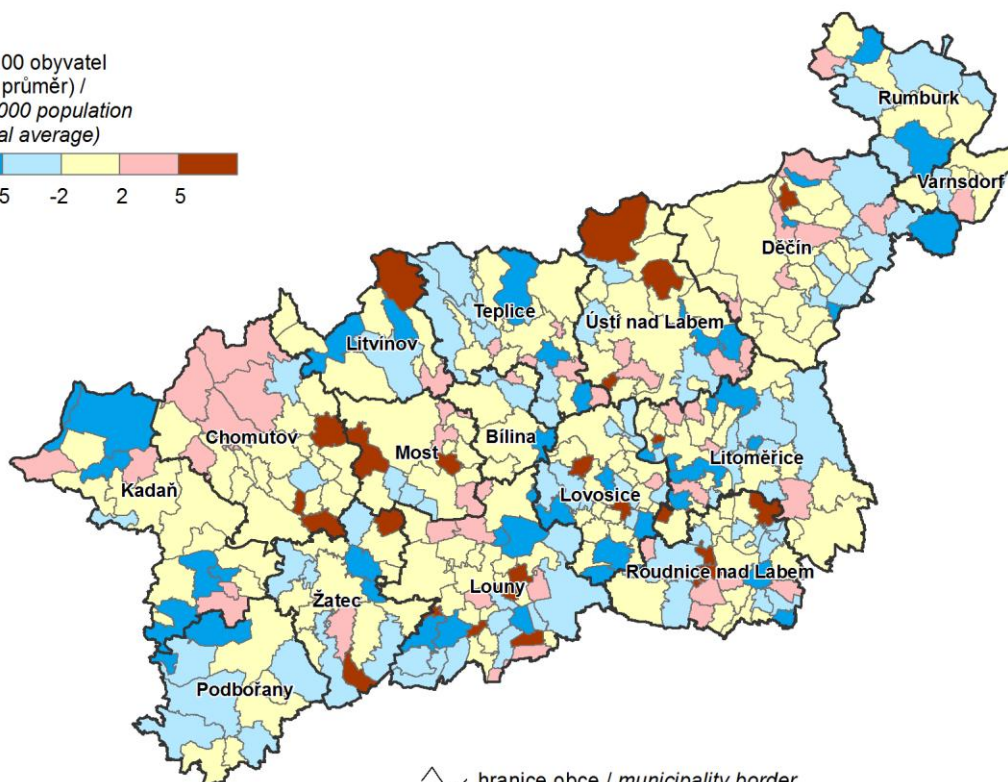 00 obyvatel
průměr) /
000 population
al average)
5 -2 2 5
Rumburk
Varnsdorf
Děčín
Teplice
Ústí nad Labem
Litvínov
Chomutov
Most
Bílina
Litoměřice
Kadaň
Lovosice
Roudnice nad Labem
Louny
Žatec
Podbořany
hranice obce / municipality border